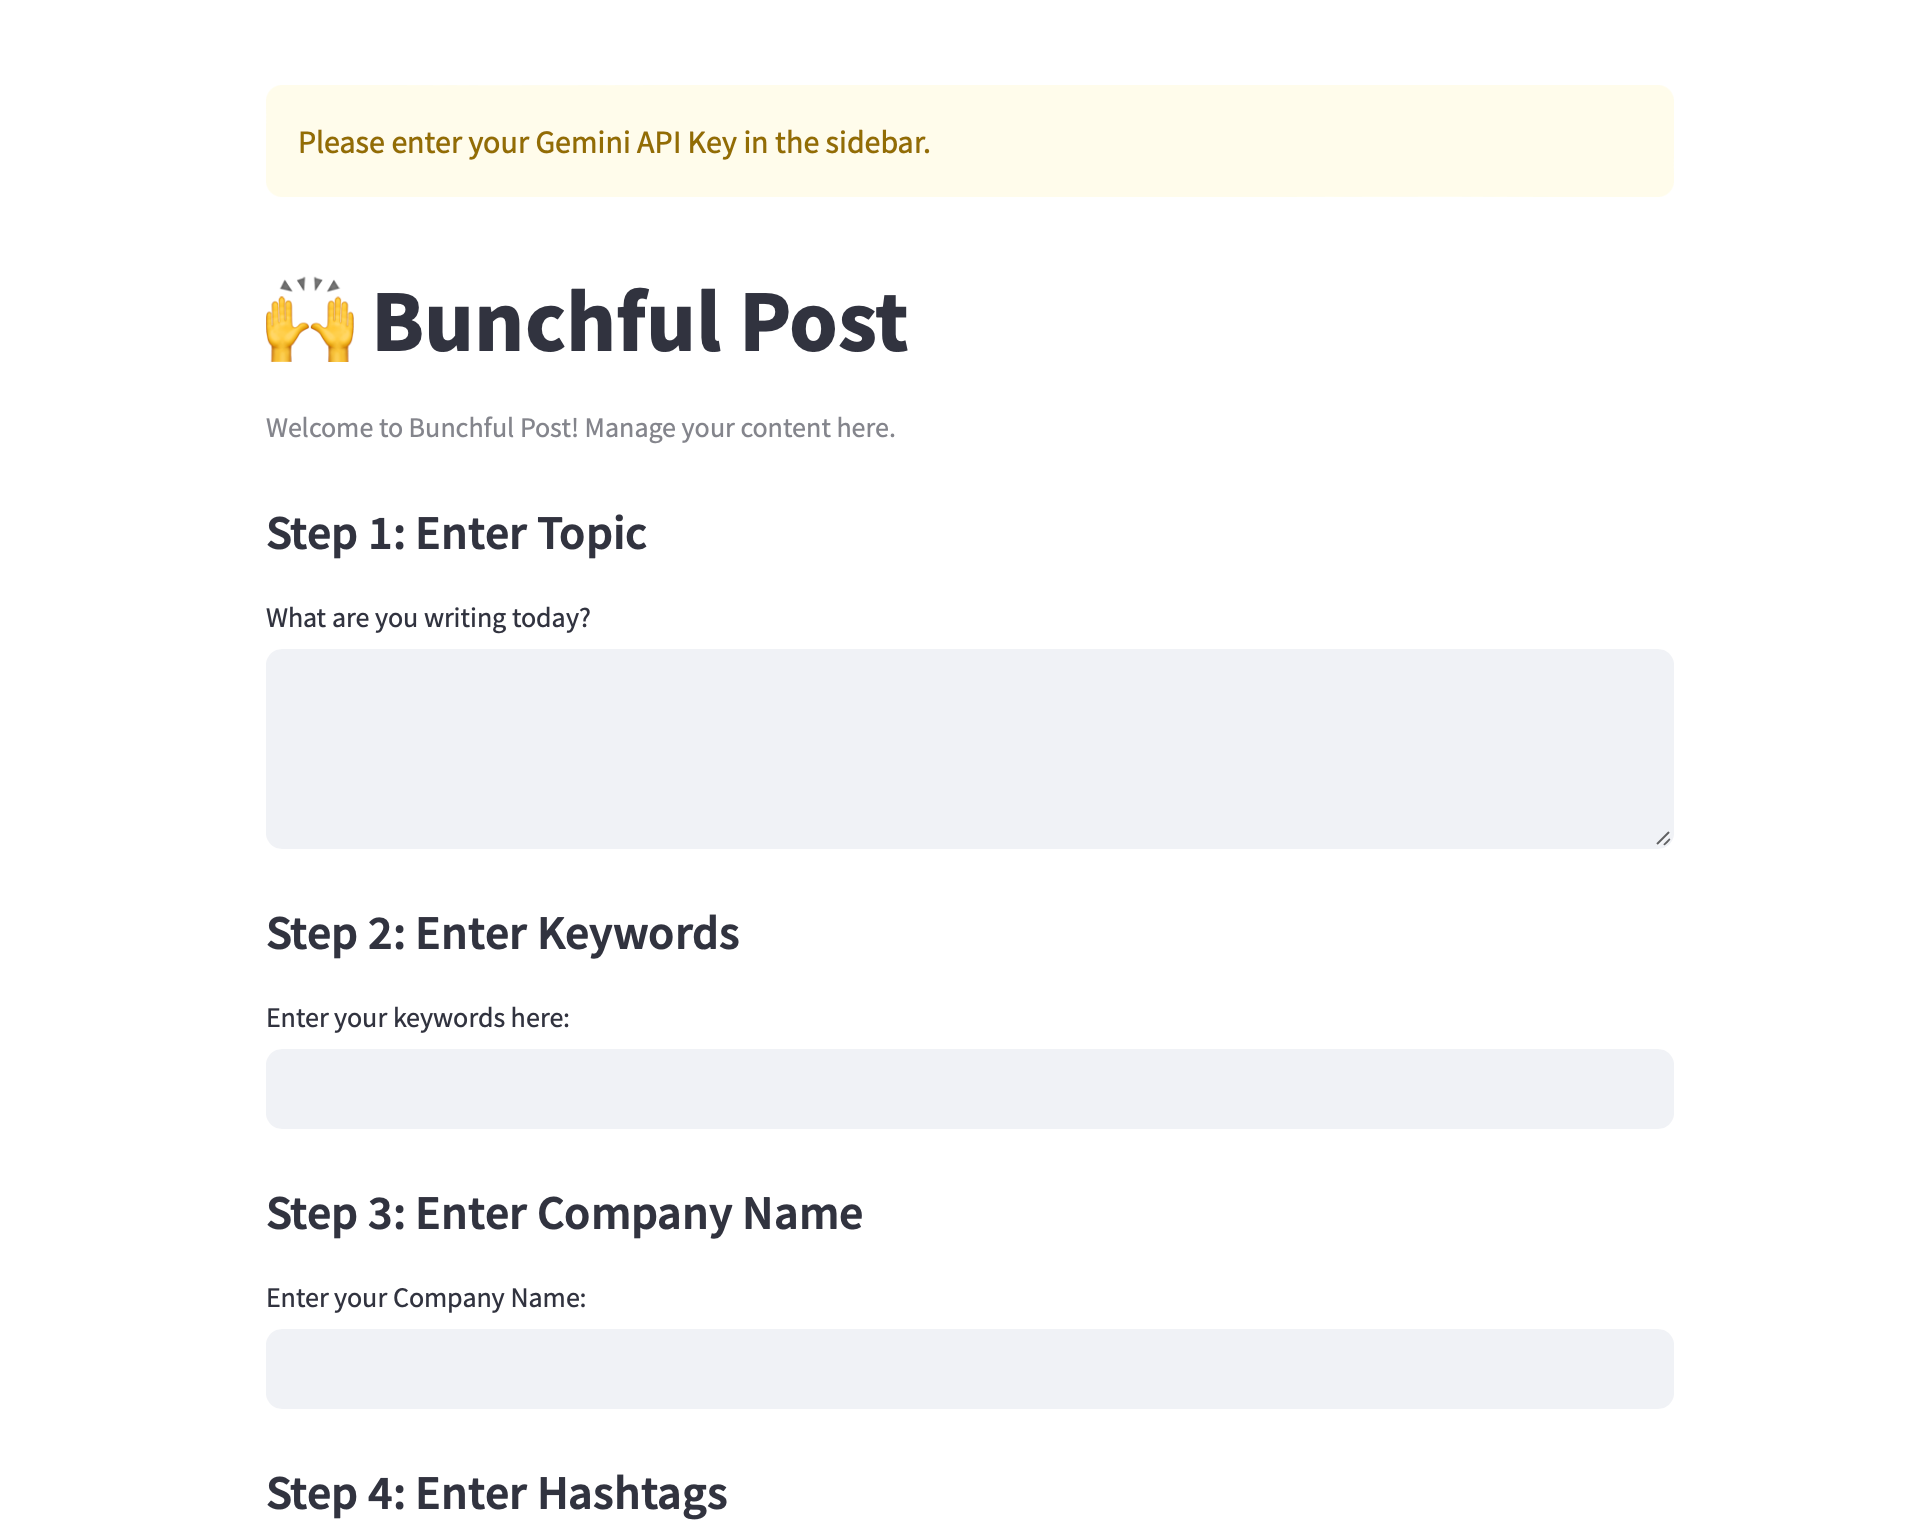 Please enter your Gemini API Key in the sidebar.
🙌 Bunchful Post
Welcome to Bunchful Post! Manage your content here.
Step 1: Enter Topic
What are you writing today?
Step 2: Enter Keywords
Enter your keywords here:
Step 3: Enter Company Name
Enter your Company Name:
Step 4: Enter Hashtags